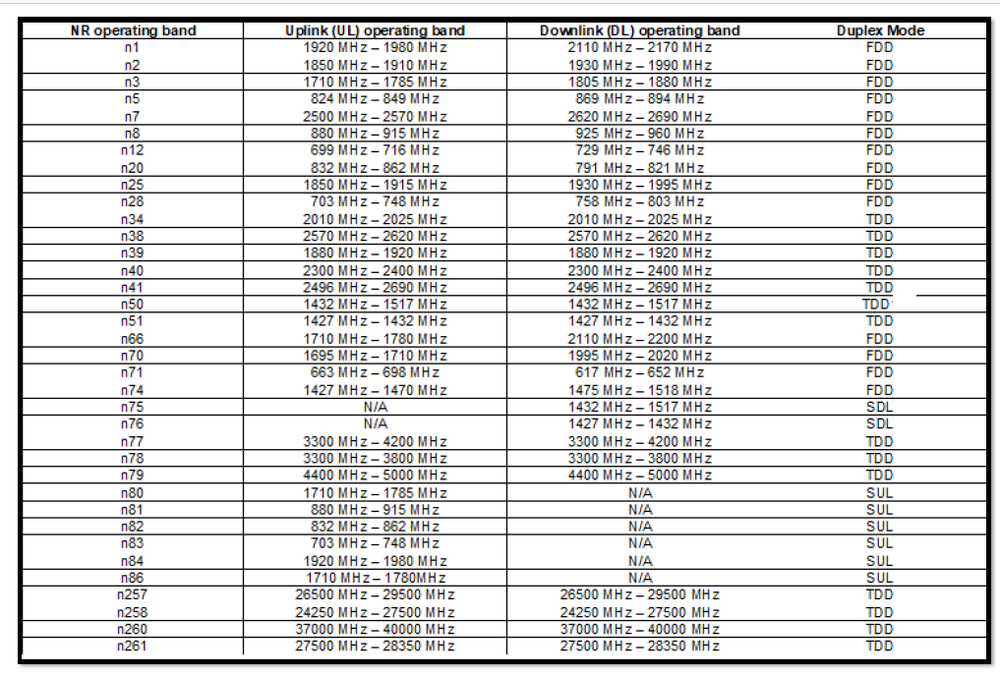 NR operating band Uplink (UL) operating band Downlink (DL) operating band Duplex Mode
n1 1920 MHz – 1980 MHz 2110 MHz – 2170 MHz FDD
n2 1850 MHz – 1910 MHz 1930 MHz – 1990 MHz FDD
n3 1710 MHz – 1785 MHz 1805 MHz – 1880 MHz FDD
n5 824 MHz – 849 MHz 869 MHz – 894 MHz FDD
n7 2500 MHz – 2570 MHz 2620 MHz – 2690 MHz FDD
n8 880 MHz – 915 MHz 925 MHz – 960 MHz FDD
n12 699 MHz – 716 MHz 729 MHz – 746 MHz FDD
n20 832 MHz – 862 MHz 791 MHz – 821 MHz FDD
n25 1850 MHz – 1915 MHz 1930 MHz – 1995 MHz FDD
n28 703 MHz – 748 MHz 758 MHz – 803 MHz FDD
n34 2010 MHz – 2025 MHz 2010 MHz – 2025 MHz TDD
n38 2570 MHz – 2620 MHz 2570 MHz – 2620 MHz TDD
n39 1880 MHz – 1920 MHz 1880 MHz – 1920 MHz TDD
n40 2300 MHz – 2400 MHz 2300 MHz – 2400 MHz TDD
n41 2496 MHz – 2690 MHz 2496 MHz – 2690 MHz TDD
n50 1432 MHz – 1517 MHz 1432 MHz – 1517 MHz TDD
n51 1427 MHz – 1432 MHz 1427 MHz – 1432 MHz TDD
n66 1710 MHz – 1780 MHz 2110 MHz – 2200 MHz FDD
n70 1695 MHz – 1710 MHz 1995 MHz – 2020 MHz FDD
n71 663 MHz – 698 MHz 617 MHz – 652 MHz FDD
n74 1427 MHz – 1470 MHz 1475 MHz – 1518 MHz FDD
n75 N/A 1432 MHz – 1517 MHz SDL
n76 N/A 1427 MHz – 1432 MHz SDL
n77 3300 MHz – 4200 MHz 3300 MHz – 4200 MHz TDD
n78 3300 MHz – 3800 MHz 3300 MHz – 3800 MHz TDD
n79 4400 MHz – 5000 MHz 4400 MHz – 5000 MHz TDD
n80 1710 MHz – 1785 MHz N/A SUL
n81 880 MHz – 915 MHz N/A SUL
n82 832 MHz – 862 MHz N/A SUL
n83 703 MHz – 748 MHz N/A SUL
n84 1920 MHz – 1980 MHz N/A SUL
n86 1710 MHz – 1780MHz N/A SUL
n257 26500 MHz – 29500 MHz 26500 MHz – 29500 MHz TDD
n258 24250 MHz – 27500 MHz 24250 MHz – 27500 MHz TDD
n260 37000 MHz – 40000 MHz 37000 MHz – 40000 MHz TDD
n261 27500 MHz – 28350 MHz 27500 MHz – 28350 MHz TDD